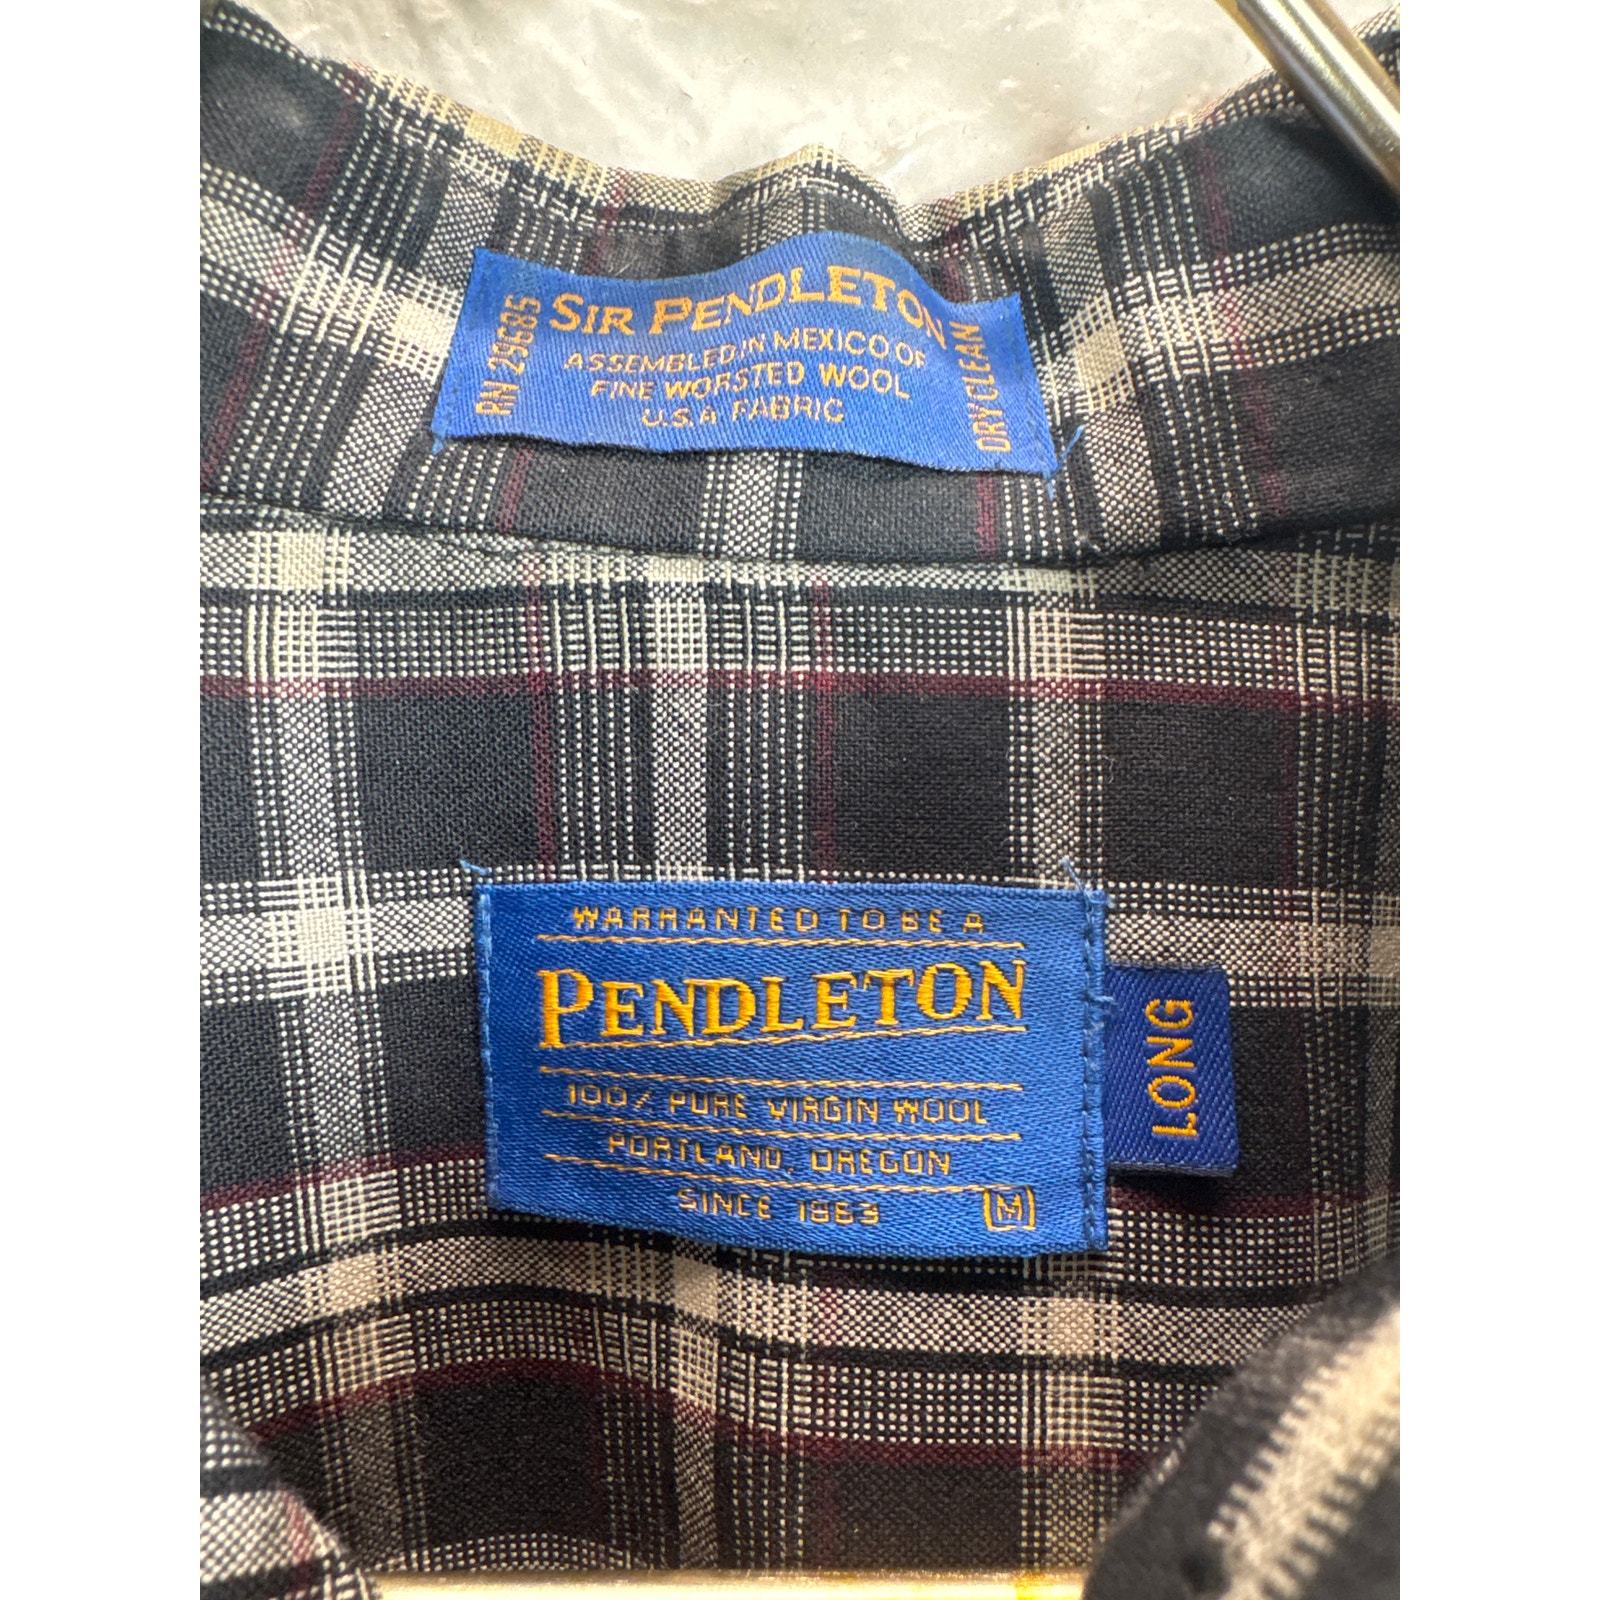 RN 29685
SIR PENDLETON
ASSEMBLED IN MEXICO OF
FINE WORSTED WOOL
U.S.A FABRIC
DRY CLEAN
WARRANTED TO BE A
PENDLETON
100% PURE VIRGIN WOOL
PORTLAND, OREGON
SINCE 1863
M
LONG